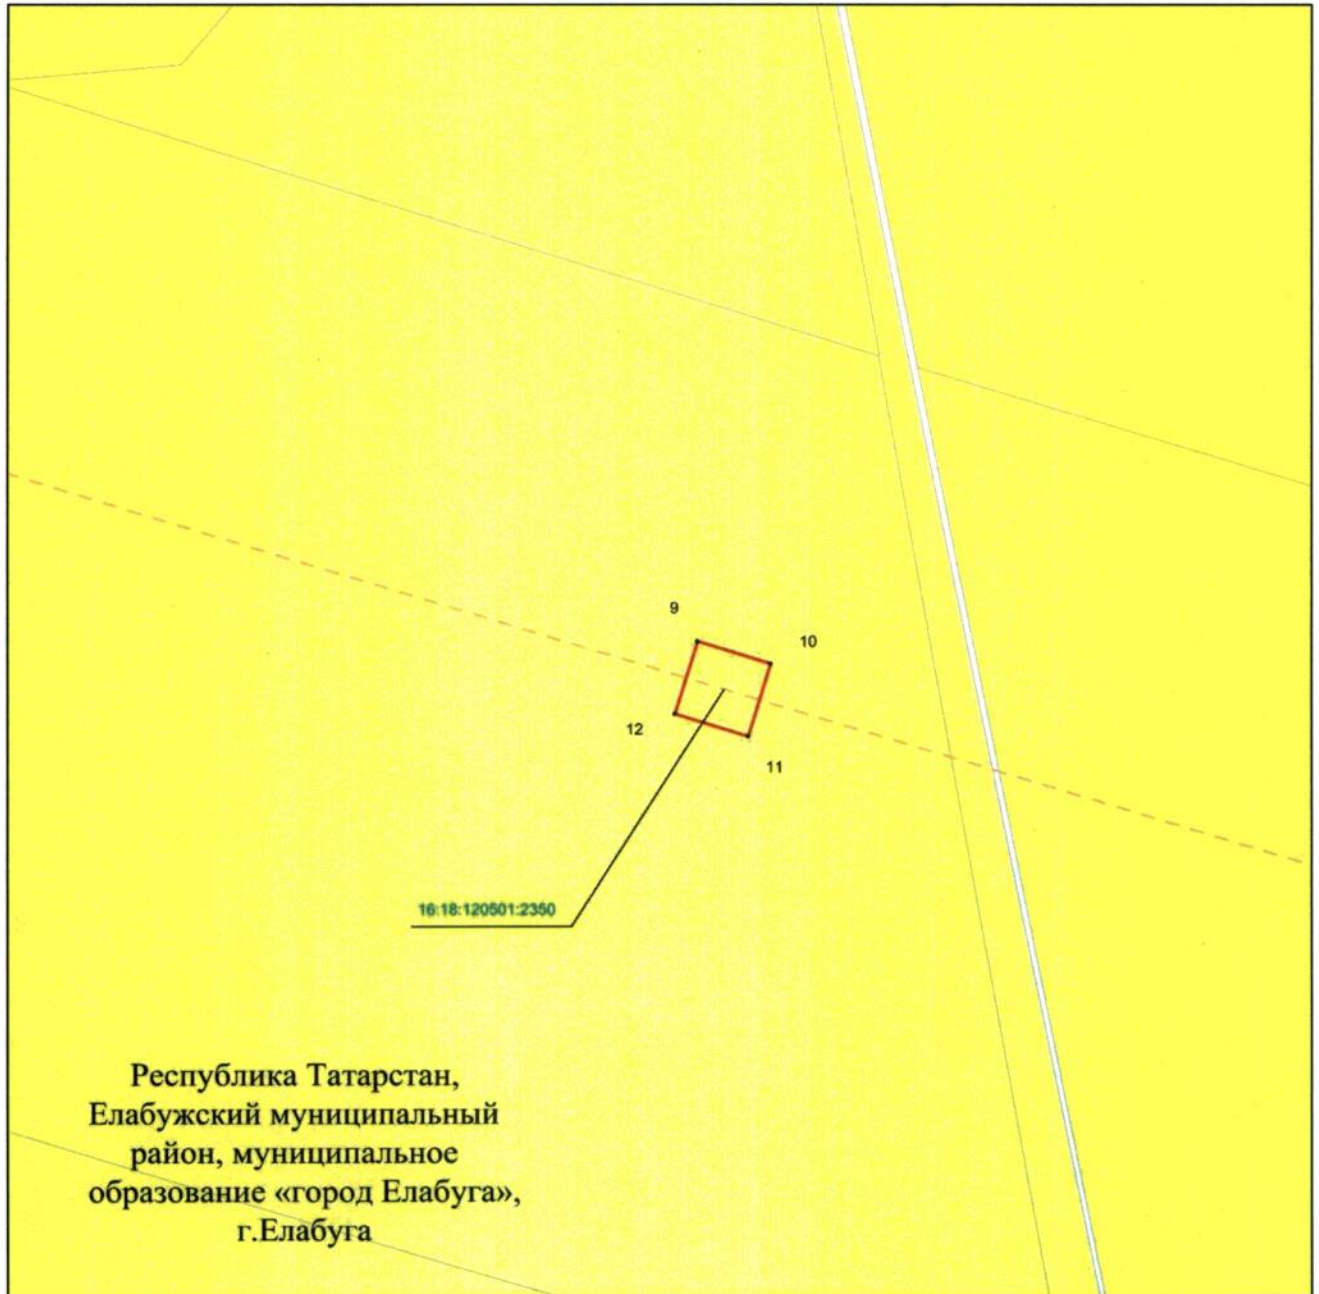 9
10
12
11
16:18:120501:2350
Республика Татарстан,
Елабужский муниципальный
район, муниципальное
образование «город Елабуга»,
г.Елабуга